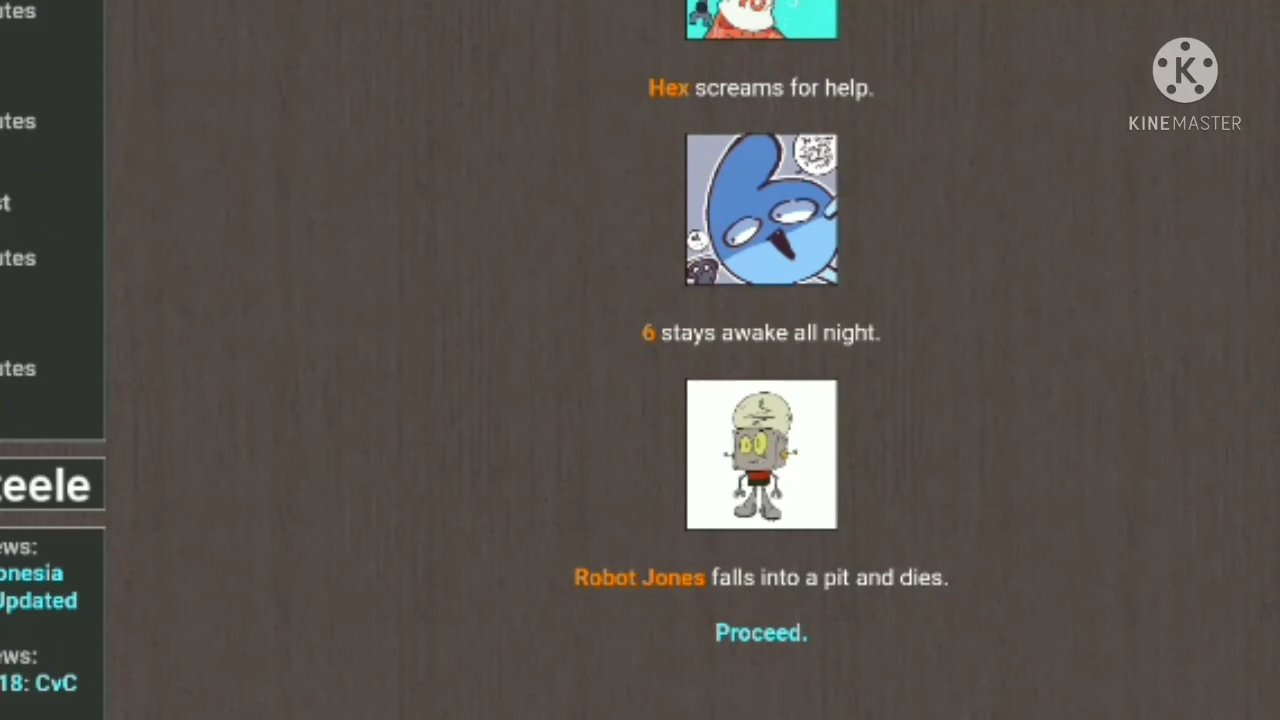 utes
utes
st
utes
utes
teele
ews:
onesia
Updated
ews:
18: CvC
Hex screams for help.
6 stays awake all night.
Robot Jones falls into a pit and dies.
Proceed.
K
KINEMASTER